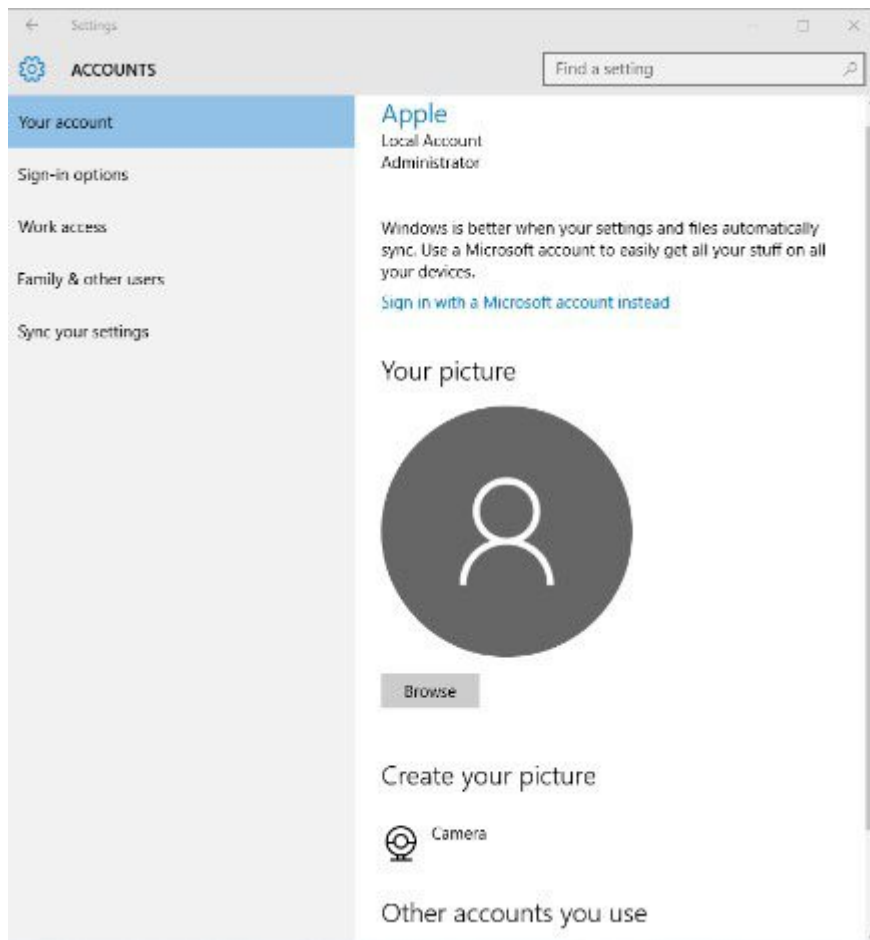 Settings
ACCOUNTS
Find a setting
Your account
Sign-in options
Work access
Family & other users
Sync your settings
Apple
Local Account
Administrator
Windows is better when your settings and files automatically
sync. Use a Microsoft account to easily get all your stuff on all
your devices.
Sign in with a Microsoft account instead
Your picture
Browse
Create your picture
Camera
Other accounts you use